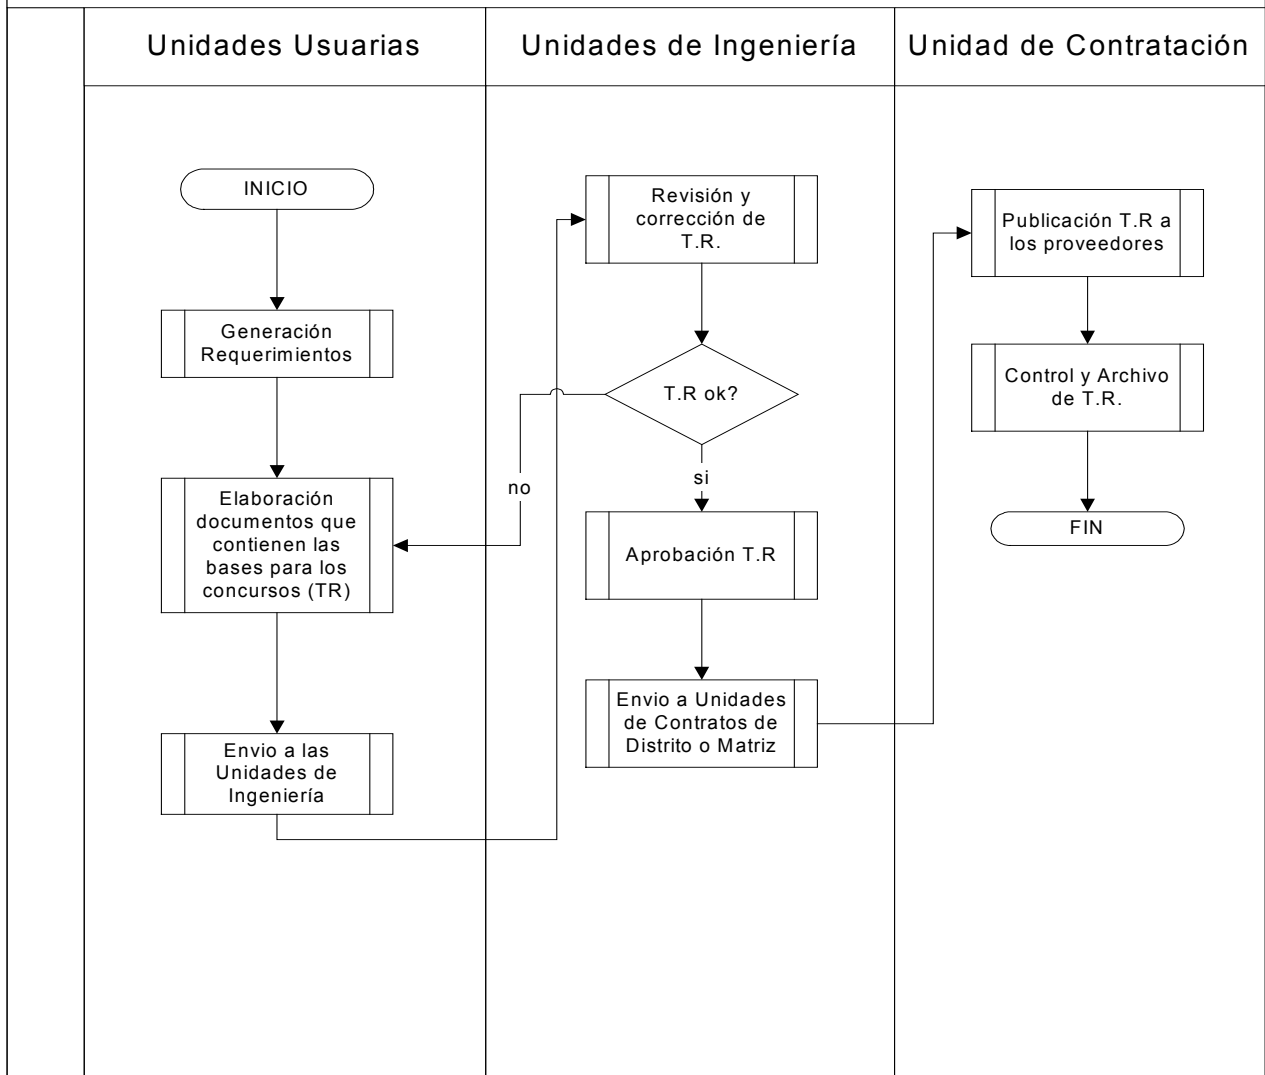 Unidades Usuarias
Unidades de Ingeniería
Unidad de Contratación
INICIO
Generación
Requerimientos
Elaboración
documentos que
contienen las
bases para los
concursos (TR)
Envio a las
Unidades de
Ingeniería
Revisión y
corrección de
T.R.
T.R ok?
no
si
Aprobación T.R
Envio a Unidades
de Contratos de
Distrito o Matriz
Publicación T.R a
los proveedores
Control y Archivo
de T.R.
FIN